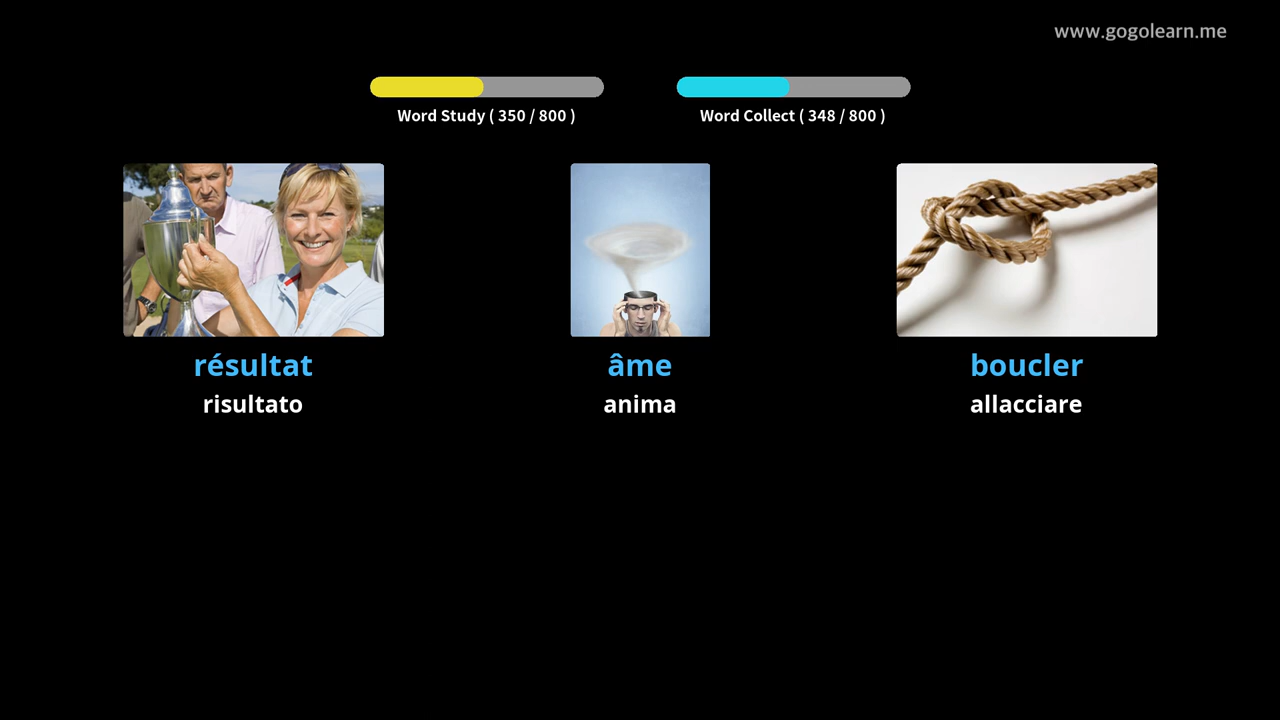 www.gogolearn.me
Word Study ( 350 / 800 )
Word Collect ( 348 / 800 )
résultat
risultato
âme
anima
boucler
allacciare